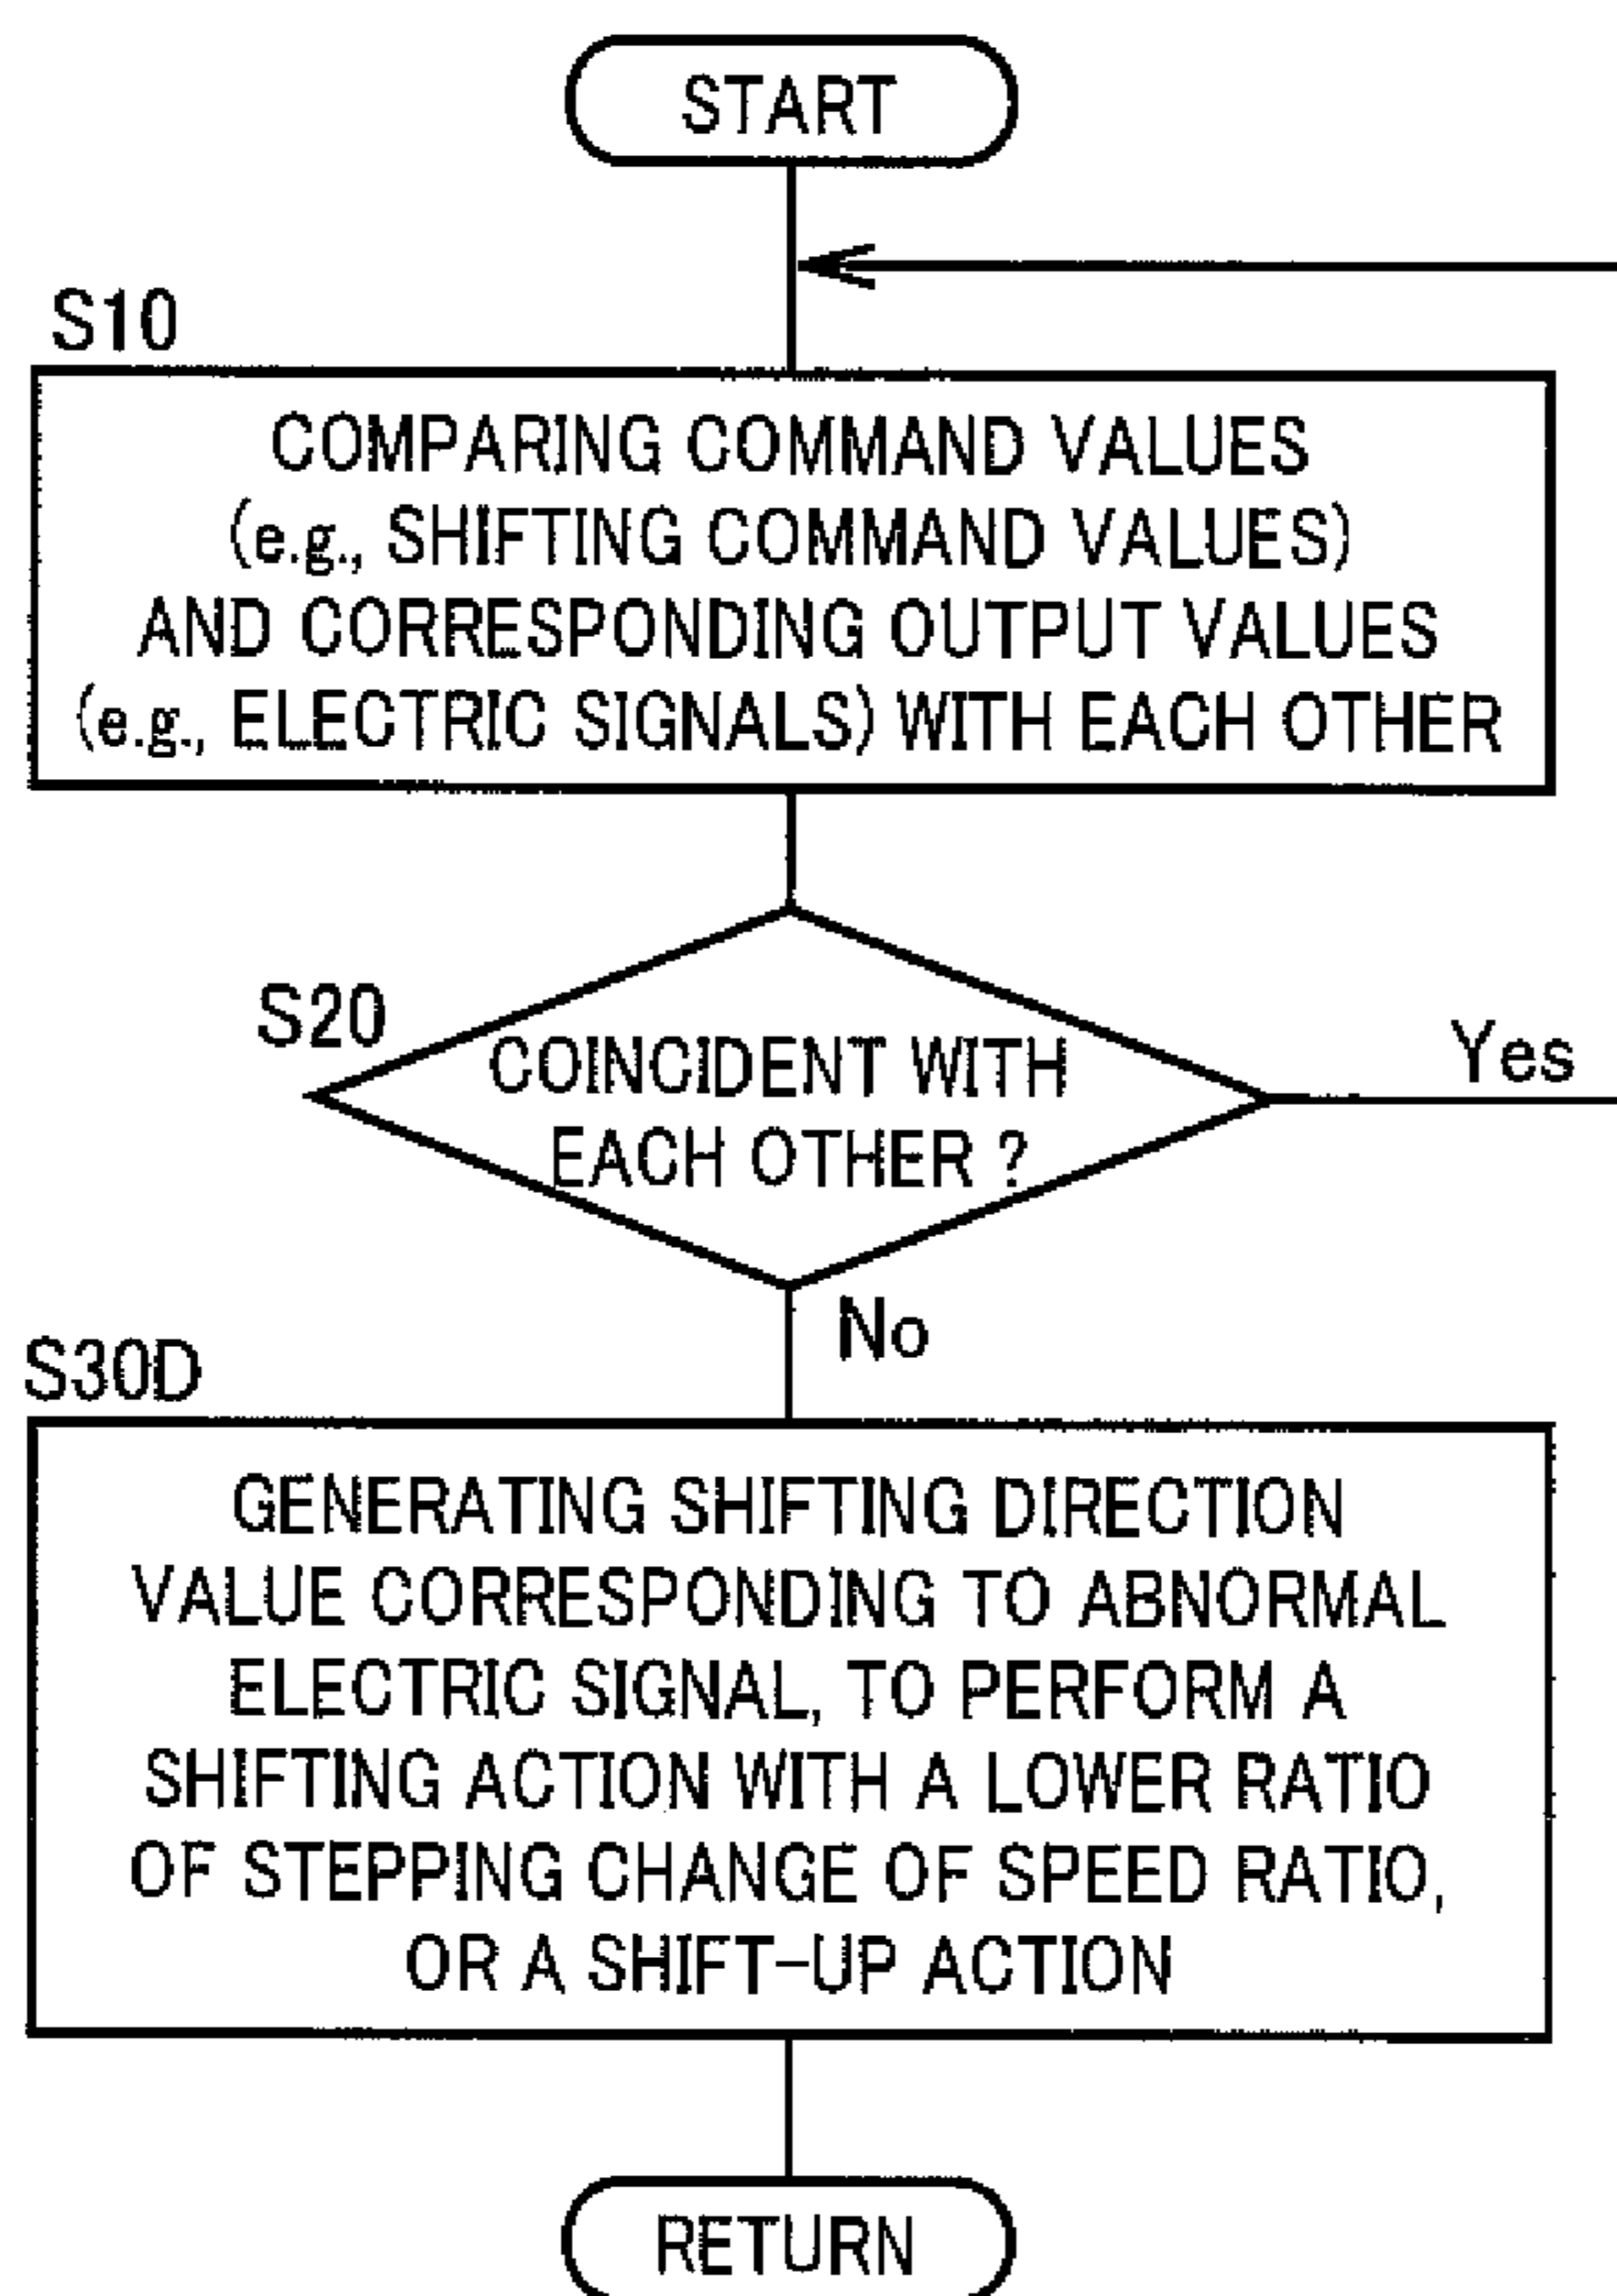 START
S10
COMPARING COMMAND VALUES
(e.g., SHIFTING COMMAND VALUES)
AND CORRESPONDING OUTPUT VALUES
(e.g., ELECTRIC SIGNALS) WITH EACH OTHER
S20
COINCIDENT WITH
EACH OTHER ?
Yes
No
S30D
GENERATING SHIFTING DIRECTION
VALUE CORRESPONDING TO ABNORMAL
ELECTRIC SIGNAL, TO PERFORM A
SHIFTING ACTION WITH A LOWER RATIO
OF STEPPING CHANGE OF SPEED RATIO,
OR A SHIFT-UP ACTION
RETURN